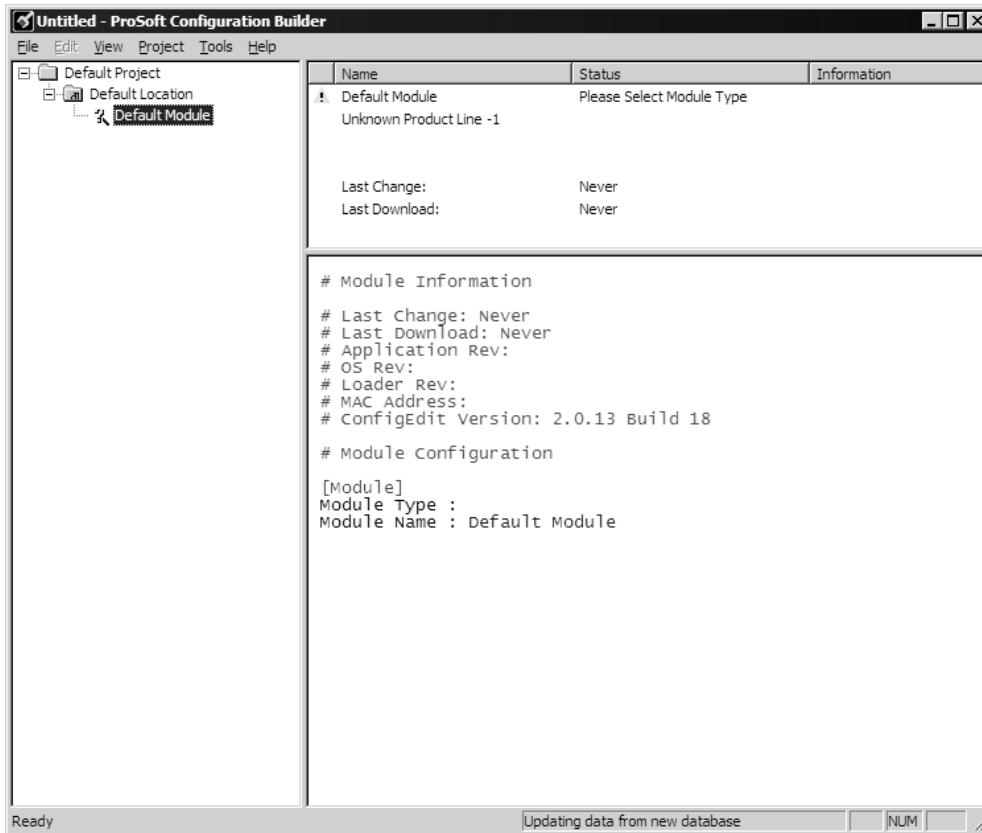 Untitled - ProSoft Configuration Builder
File Edit View Project Tools Help
Default Project
Default Location
Default Module
Name Status Information
Default Module Please Select Module Type
Unknown Product Line -1
Last Change: Never
Last Download: Never
# Module Information
# Last Change: Never
# Last Download: Never
# Application Rev:
# OS Rev:
# Loader Rev:
# MAC Address:
# ConfigEdit Version: 2.0.13 Build 18
# Module Configuration
[Module]
Module Type :
Module Name : Default Module
Ready Updating data from new database NUM